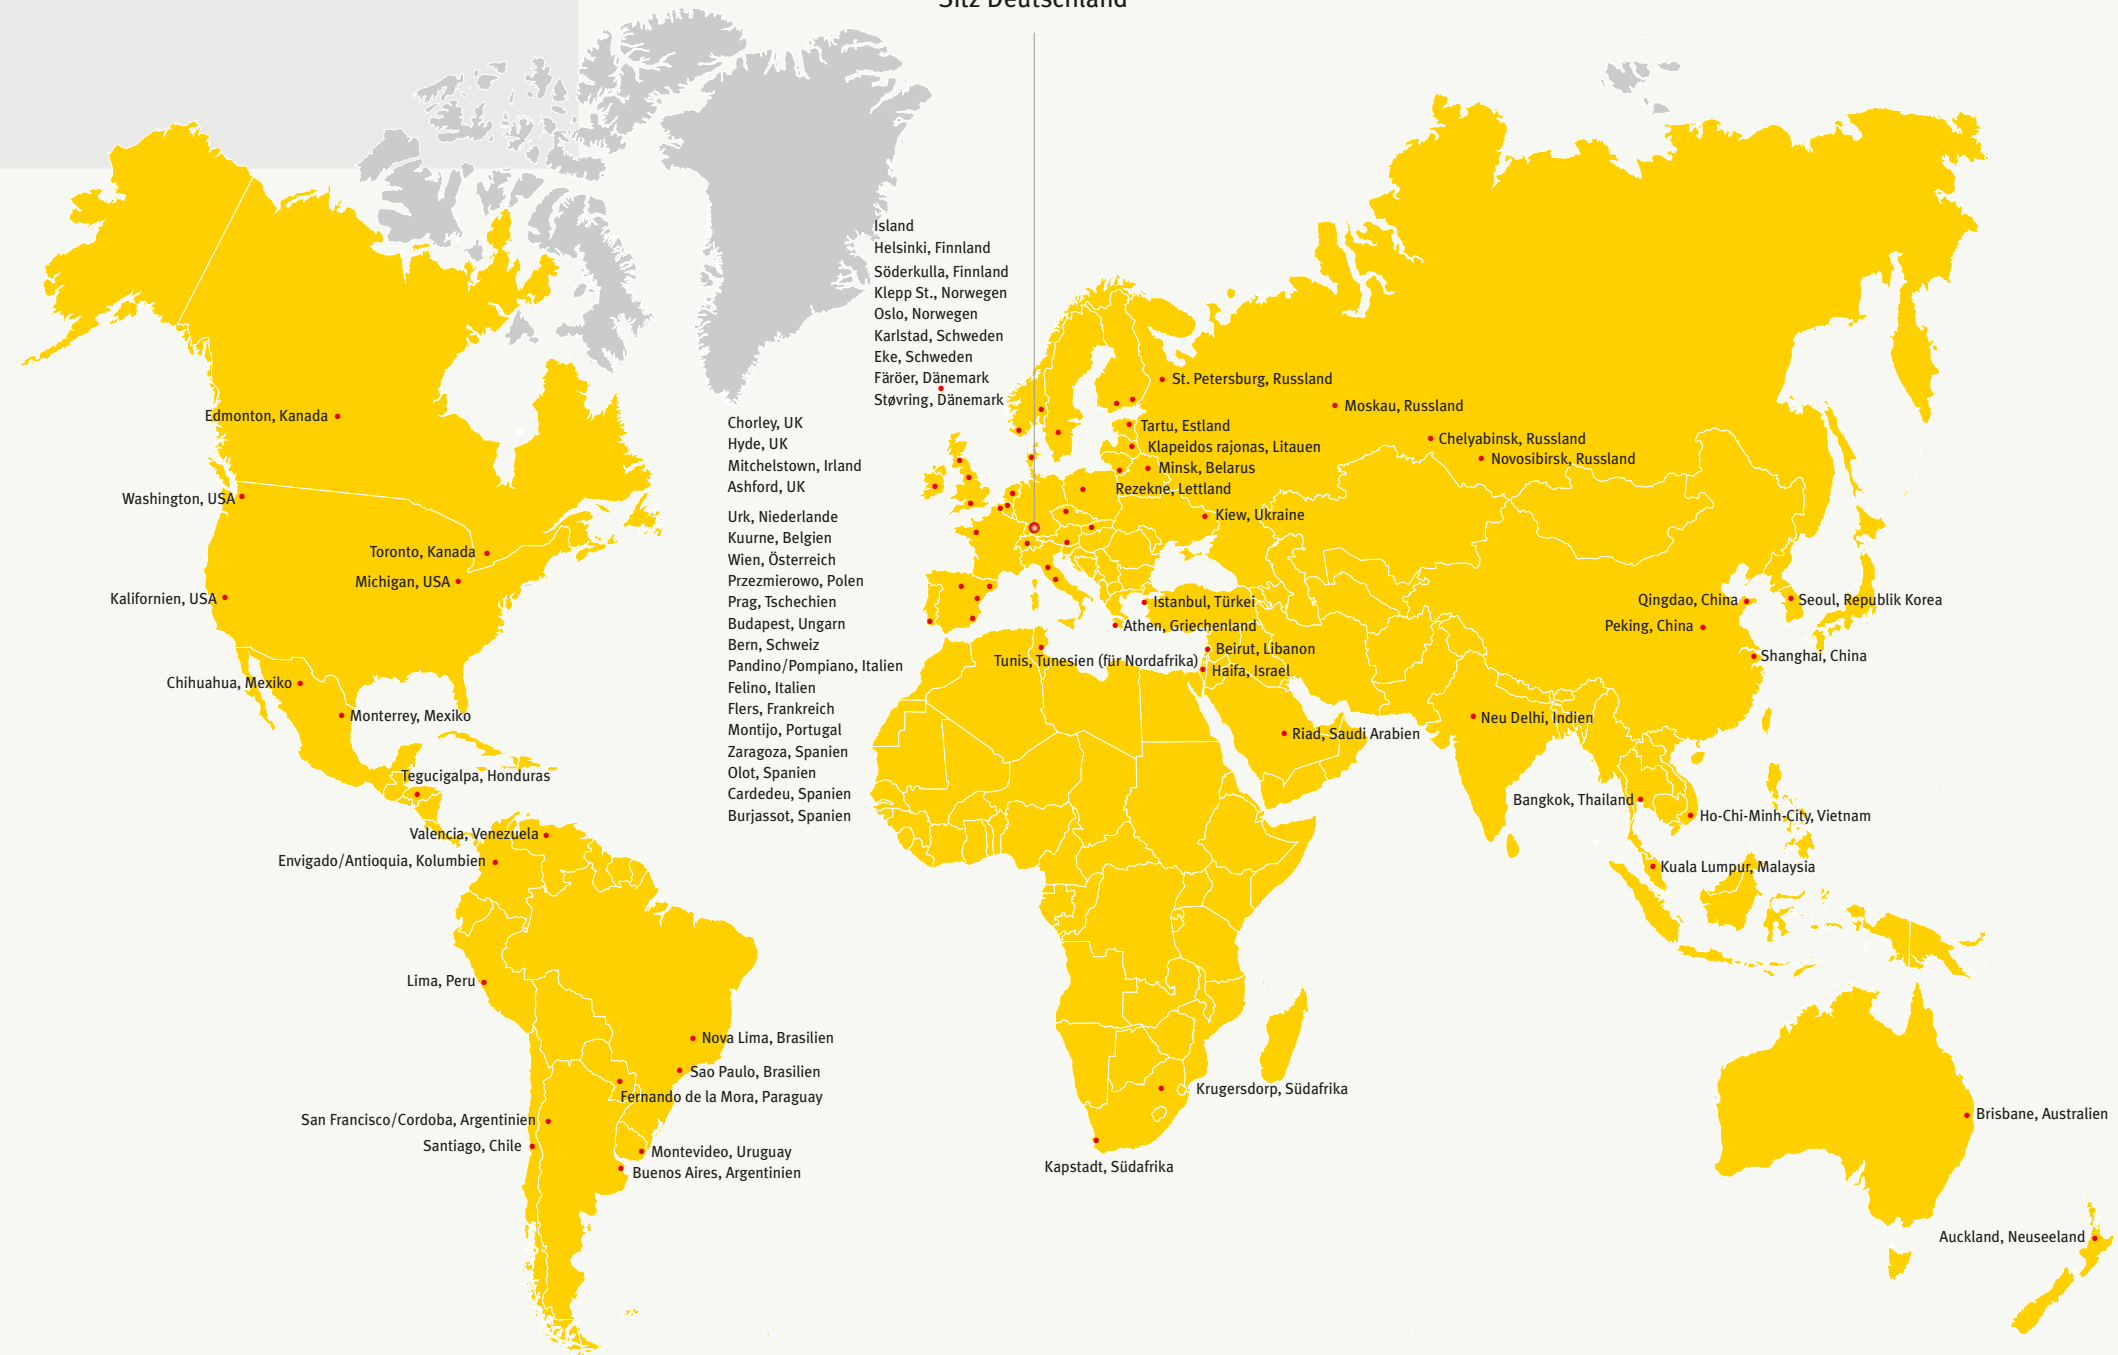 Sitz Deutschland
Island
Helsinki, Finnland
Söderkulla, Finnland
Klepp St., Norwegen
Oslo, Norwegen
Karlstad, Schweden
Eke, Schweden
Färöer, Dänemark
Støvring, Dänemark
Chorley, UK
Hyde, UK
Mitchelstown, Irland
Ashford, UK
Urk, Niederlande
Kuurne, Belgien
Wien, Österreich
Przezmierowo, Polen
Prag, Tschechien
Budapest, Ungarn
Bern, Schweiz
Pandino/Pompiano, Italien
Felino, Italien
Flers, Frankreich
Montijo, Portugal
Zaragoza, Spanien
Olot, Spanien
Cardedeu, Spanien
Burjassot, Spanien
Edmonton, Kanada
Washington, USA
Toronto, Kanada
Michigan, USA
Kalifornien, USA
Chihuahua, Mexiko
Monterrey, Mexiko
Tegucigalpa, Honduras
Valencia, Venezuela
Envigado/Antioquia, Kolumbien
Lima, Peru
Nova Lima, Brasilien
Sao Paulo, Brasilien
Fernando de la Mora, Paraguay
San Francisco/Cordoba, Argentinien
Santiago, Chile
Montevideo, Uruguay
Buenos Aires, Argentinien
St. Petersburg, Russland
Moskau, Russland
Tartu, Estland
Chelyabinsk, Russland
Klapeidos rajonas, Litauen
Novosibirsk, Russland
Minsk, Belarus
Rezekne, Lettland
Kiew, Ukraine
Istanbul, Türkei
Athen, Griechenland
Beirut, Libanon
Tunis, Tunesien (für Nordafrika)
Haifa, Israel
Riad, Saudi Arabien
Neu Delhi, Indien
Qingdao, China
Seoul, Republik Korea
Peking, China
Shanghai, China
Bangkok, Thailand
Ho-Chi-Minh-City, Vietnam
Kuala Lumpur, Malaysia
Krugersdorp, Südafrika
Kapstadt, Südafrika
Brisbane, Australien
Auckland, Neuseeland